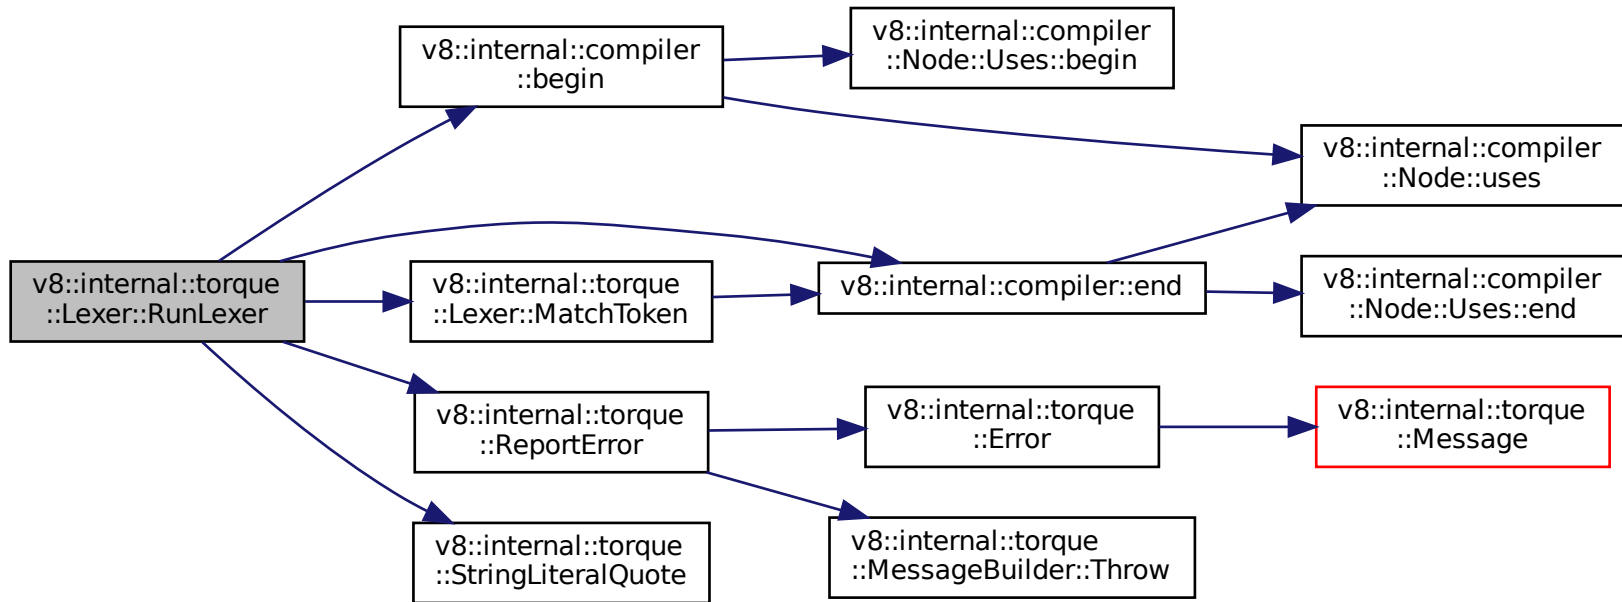 v8::internal::torque
::Lexer::RunLexer
v8::internal::compiler
::begin
v8::internal::compiler
::Node::Uses::begin
v8::internal::compiler
::Node::uses
v8::internal::torque
::Lexer::MatchToken
v8::internal::compiler::end
v8::internal::compiler
::Node::Uses::end
v8::internal::torque
::ReportError
v8::internal::torque
::Error
v8::internal::torque
::Message
v8::internal::torque
::MessageBuilder::Throw
v8::internal::torque
::StringLiteralQuote